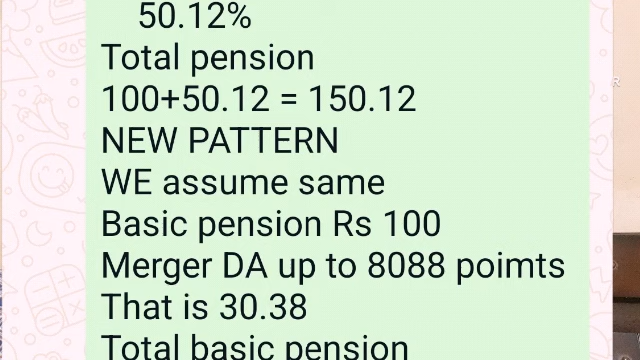 50.12%
Total pension
100+50.12 = 150.12
NEW PATTERN
WE assume same
Basic pension Rs 100
Merger DA up to 8088 poimts
That is 30.38
Total basic pension
R